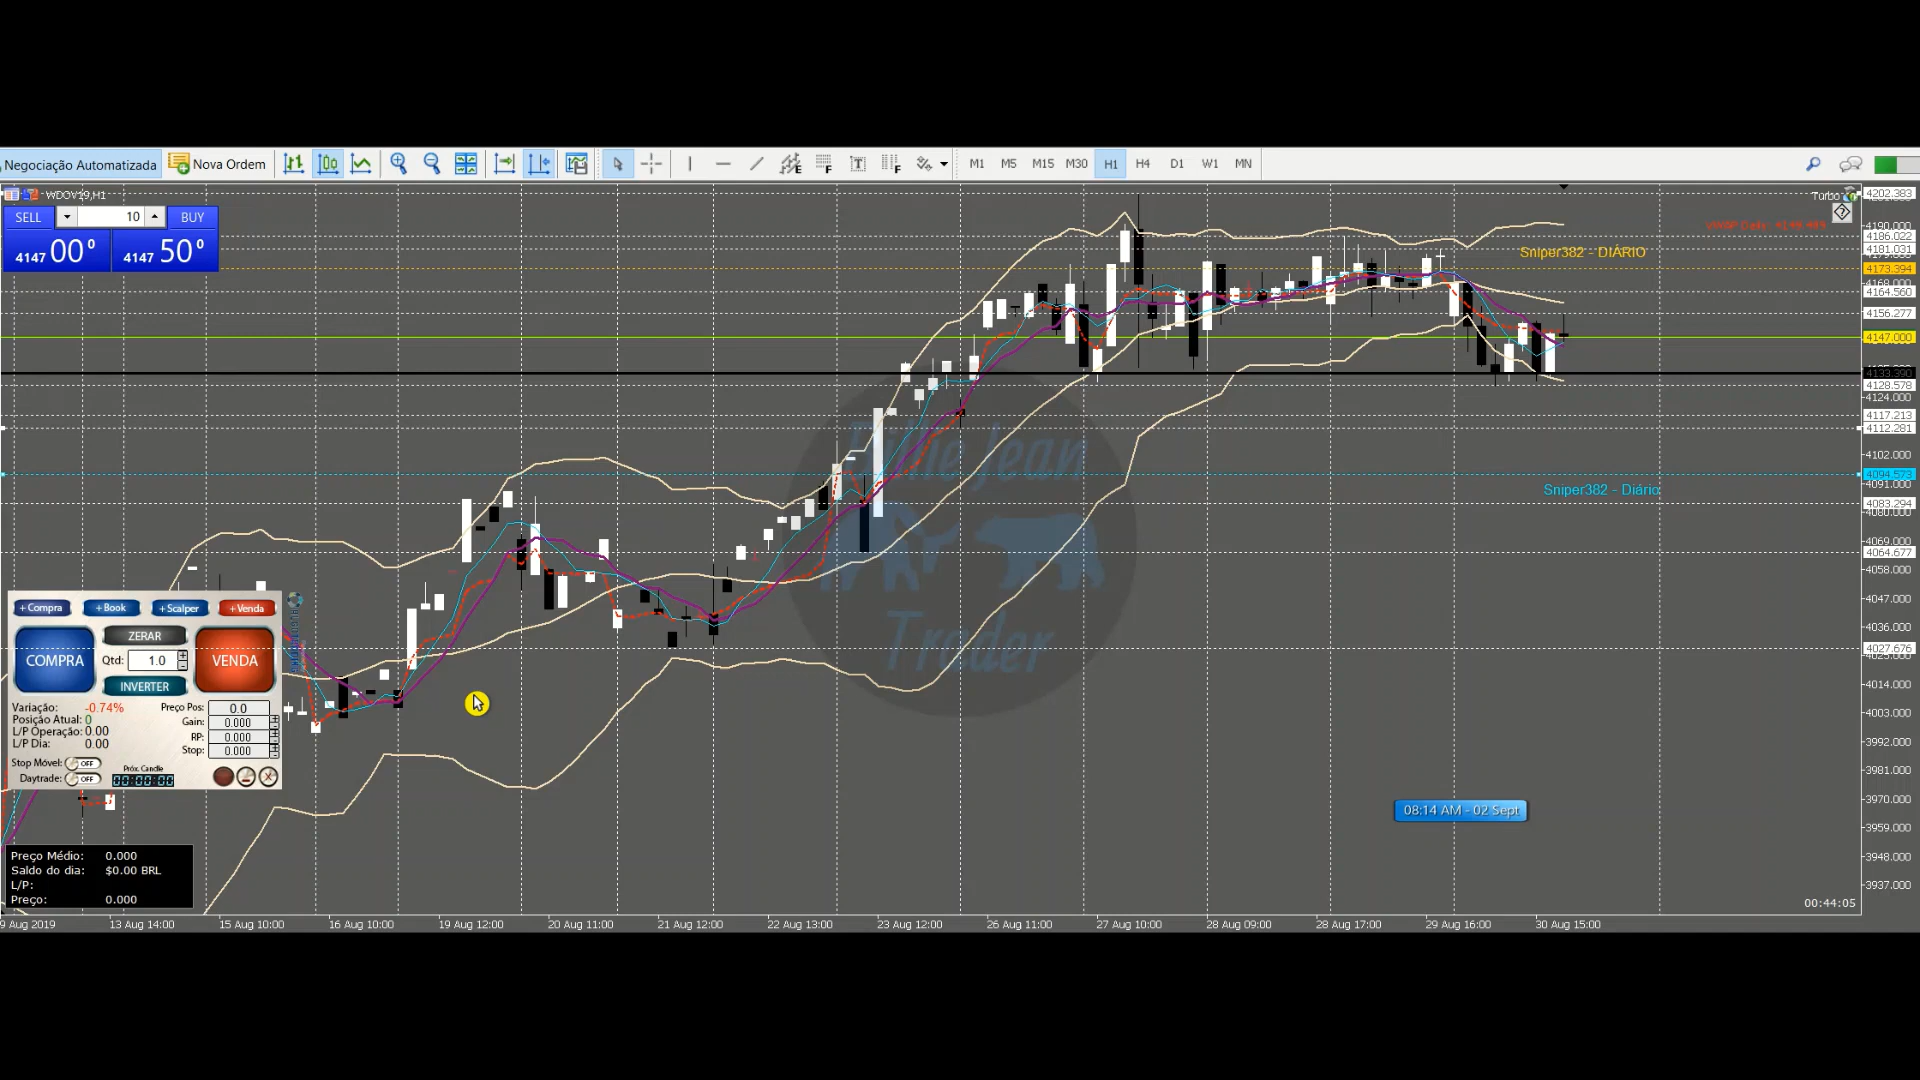 Negociação Automatizada
Nova Ordem
M1 M5 M15 M30 H1 H4 D1 W1 MN
WDOV19,H1
SELL 10 BUY
4147 00 0
4147 50 0
Turbo
4202.383
4190.000
4186.022
4181.031
4173.394
4164.560
4156.277
4147.000
4133.390
4128.578
4124.000
4117.213
4112.281
4102.000
4094.573
4091.000
4083.294
4080.000
4069.000
4064.677
4058.000
4047.000
4036.000
4027.676
4014.000
4003.000
3992.000
3981.000
3970.000
3959.000
3948.000
3937.000
Sniper382 - DIÁRIO
Sniper382 - Diário
Billie Jean
Trader
+ Compra + Book + Scalper + Venda
COMPRA
ZERAR
Qtd: 1.0
INVERTER
VENDA
Variação: -0.74%
Posição Atual: 0
L/P Operação: 0.00
L/P Dia: 0.00
Preço Pos: 0.0
Gain: 0.000
RP: 0.000
Stop: 0.000
Stop Móvel: OFF
Daytrade: OFF
Próx. Candle
00:00:00
08:14 AM - 02 Sept
Preço Médio: 0.000
Saldo do dia: $0.00 BRL
L/P:
Preço: 0.000
00:44:05
9 Aug 2019 13 Aug 14:00 15 Aug 10:00 16 Aug 10:00 19 Aug 12:00 20 Aug 11:00 21 Aug 12:00 22 Aug 13:00 23 Aug 12:00 26 Aug 11:00 27 Aug 10:00 28 Aug 09:00 28 Aug 17:00 29 Aug 16:00 30 Aug 15:00